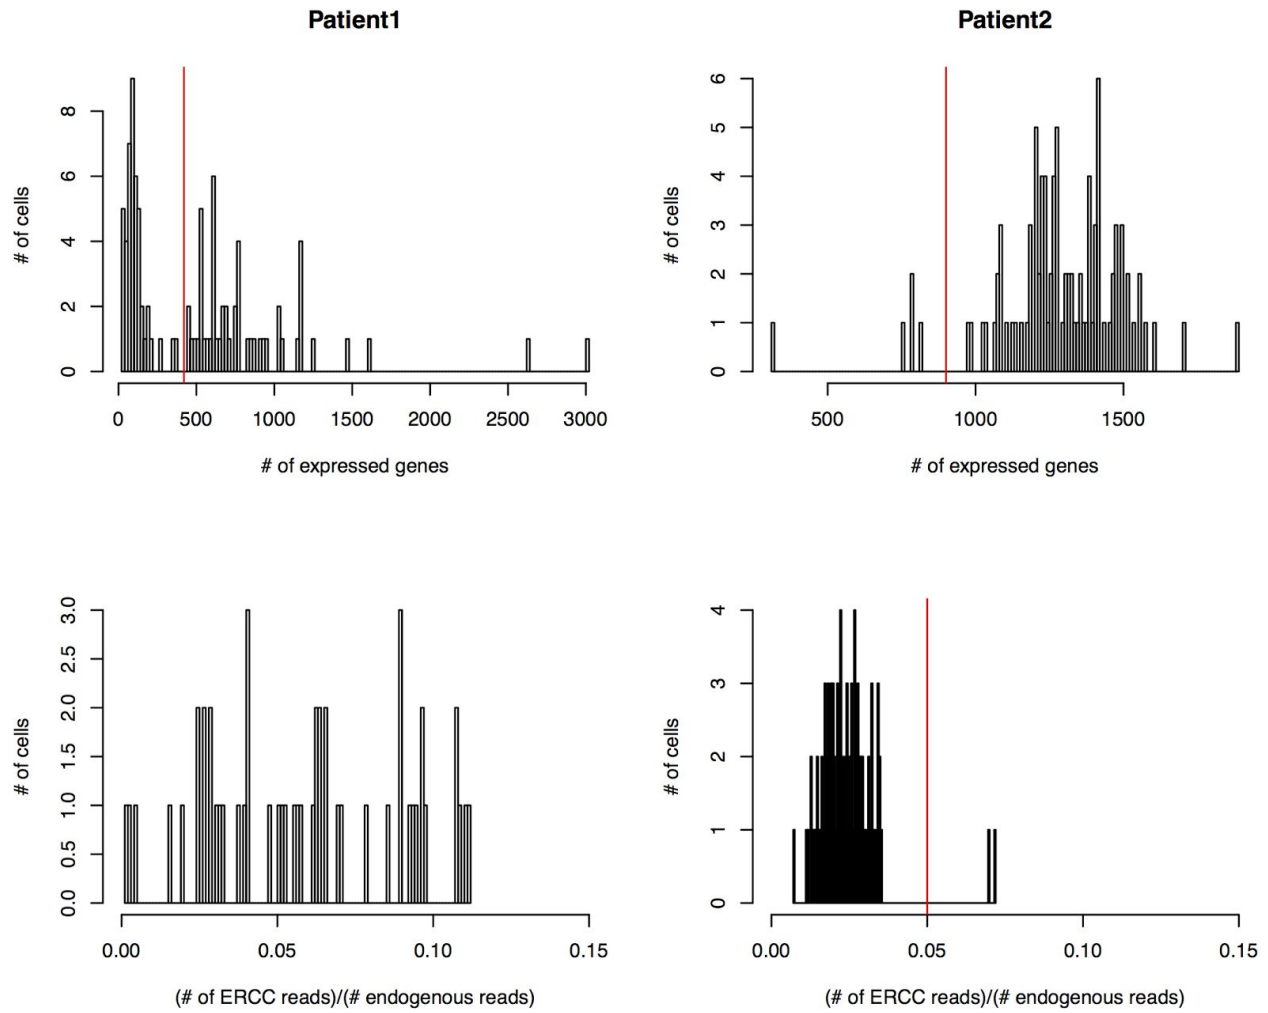 Patient1
Patient2
# of cells
8
6
4
2
0
0 500 1000 1500 2000 2500 3000
# of expressed genes
# of cells
6
5
4
3
2
1
0
500 1000 1500
# of expressed genes
# of cells
3.0
2.5
2.0
1.5
1.0
0.5
0.0
0.00 0.05 0.10 0.15
(# of ERCC reads)/(# endogenous reads)
# of cells
4
3
2
1
0
0.00 0.05 0.10 0.15
(# of ERCC reads)/(# endogenous reads)